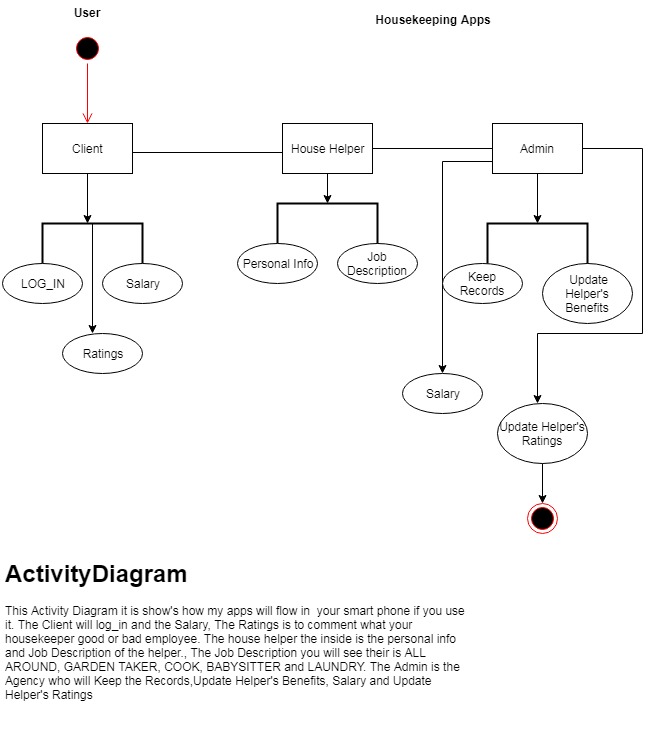 User
Housekeeping Apps
Client
House Helper
Admin
LOG_IN
Salary
Ratings
Personal Info
Job
Description
Keep
Records
Update
Helper's
Benefits
Salary
Update Helper's
Ratings
ActivityDiagram
This Activity Diagram it is show's how my apps will flow in  your smart phone if you use
it. The Client will log_in and the Salary, The Ratings is to comment what your
housekeeper good or bad employee. The house helper the inside is the personal info
and Job Description of the helper., The Job Description you will see their is ALL
AROUND, GARDEN TAKER, COOK, BABYSITTER and LAUNDRY. The Admin is the
Agency who will Keep the Records,Update Helper's Benefits, Salary and Update
Helper's Ratings